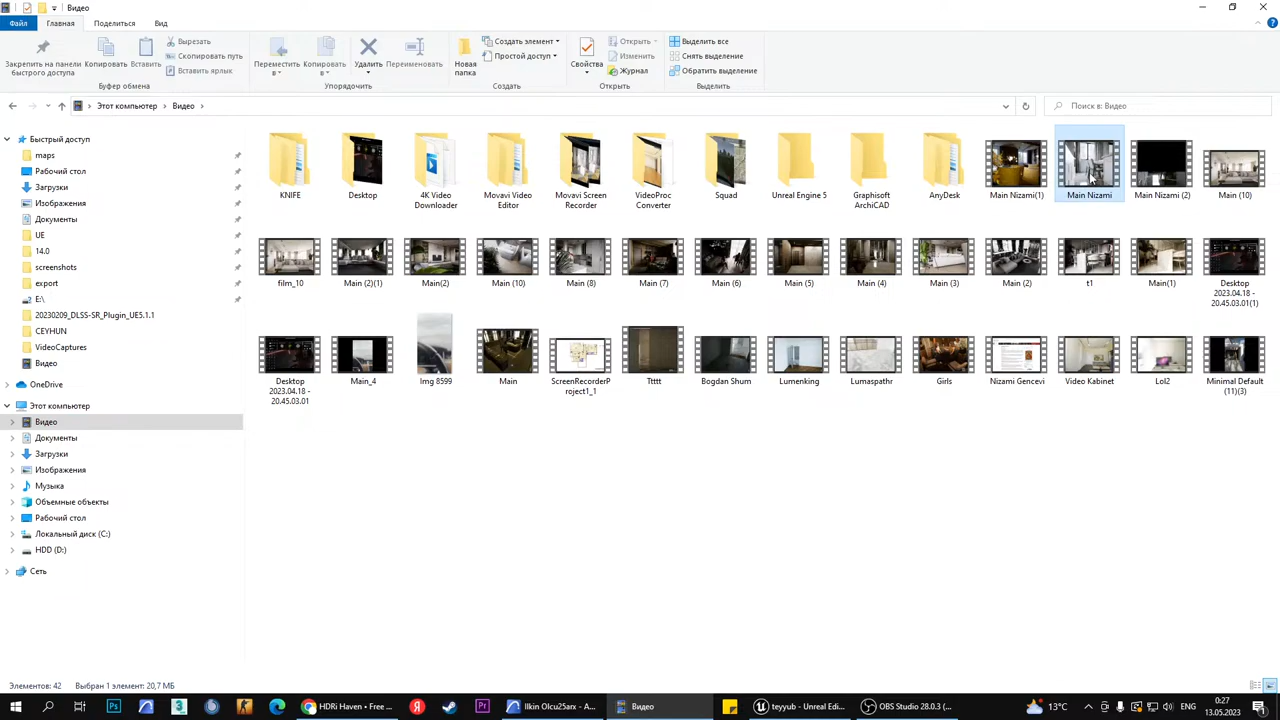 Видео
Файл Главная Поделиться Вид
Закрепить на панели быстрого доступа
Копировать
Вставить
Вырезать
Скопировать путь
Вставить ярлык
Буфер обмена
Переместить в
Копировать в
Удалить
Переименовать
Упорядочить
Новая папка
Создать элемент
Простой доступ
Создать
Свойства
Открыть
Изменить
Журнал
Открыть
Выделить все
Снять выделение
Обратить выделение
Выделить
Этот компьютер > Видео >
Поиск в: Видео
Быстрый доступ
maps
Рабочий стол
Загрузки
Изображения
Документы
UE
14.0
screenshots
export
E:\
20230209_DLSS-SR_Plugin_UE5.1.1
CEYHUN
VideoCaptures
Видео
OneDrive
Этот компьютер
Видео
Документы
Загрузки
Изображения
Музыка
Объемные объекты
Рабочий стол
Локальный диск (C:)
HDD (D:)
Сеть
KNIFE
Desktop
4K Video Downloader
Movavi Video Editor
Movavi Screen Recorder
VideoProc Converter
Squad
Unreal Engine 5
Graphisoft ArchiCAD
AnyDesk
Main Nizami(1)
Main Nizami
Main Nizami (2)
Main (10)
film_10
Main (2)(1)
Main(2)
Main (10)
Main (8)
Main (7)
Main (6)
Main (5)
Main (4)
Main (3)
Main (2)
t1
Main(1)
Desktop 2023.04.18 - 20.45.03.01(1)
Desktop 2023.04.18 - 20.45.03.01
Main_4
Img 8599
Main
ScreenRecorderProject1_1
Ttttt
Bogdan Shum
Lumenking
Lumaspathr
Girls
Nizami Gencevi
Video Kabinet
Lol2
Minimal Default (11)(3)
Элементов: 42 Выбран 1 элемент: 20,7 МБ
HDRi Haven • Free ...
Ilkin Olcu25arx - A...
Видео
teyyub - Unreal Edi...
OBS Studio 28.0.3 (...
13°C
ENG
0:27
13.05.2023